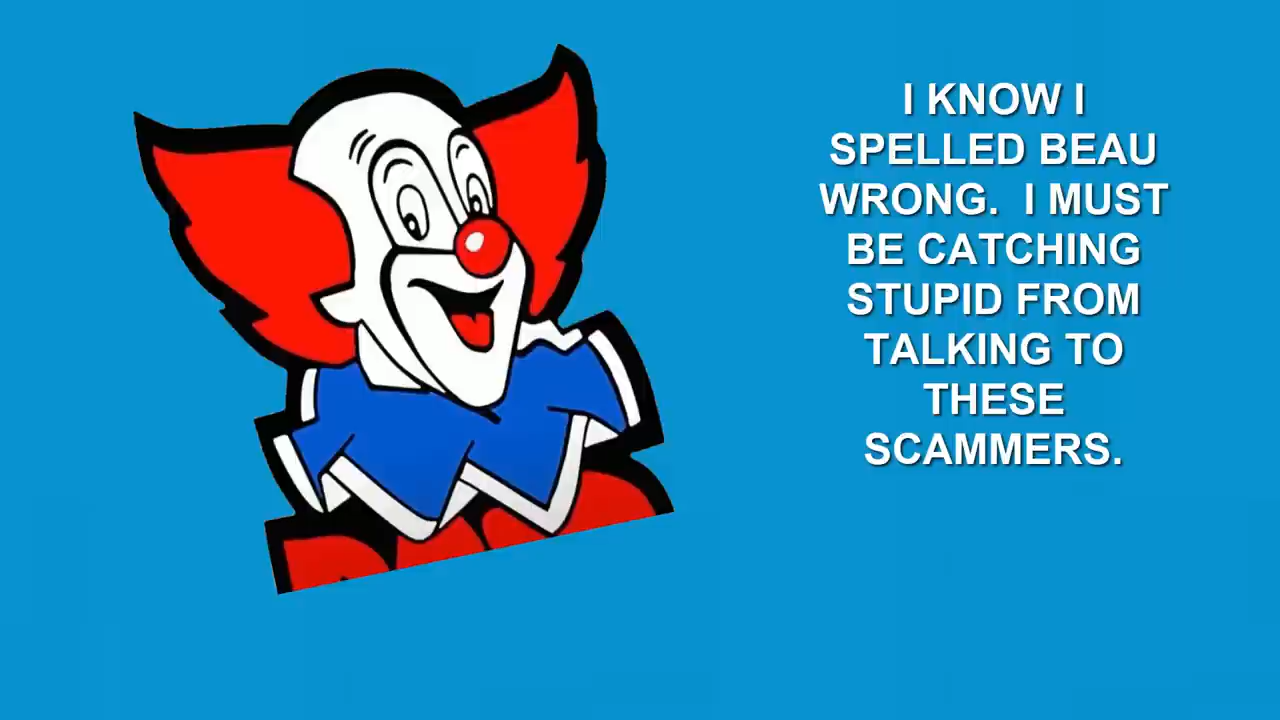 I KNOW I
SPELLED BEAU
WRONG.  I MUST
BE CATCHING
STUPID FROM
TALKING TO
THESE
SCAMMERS.